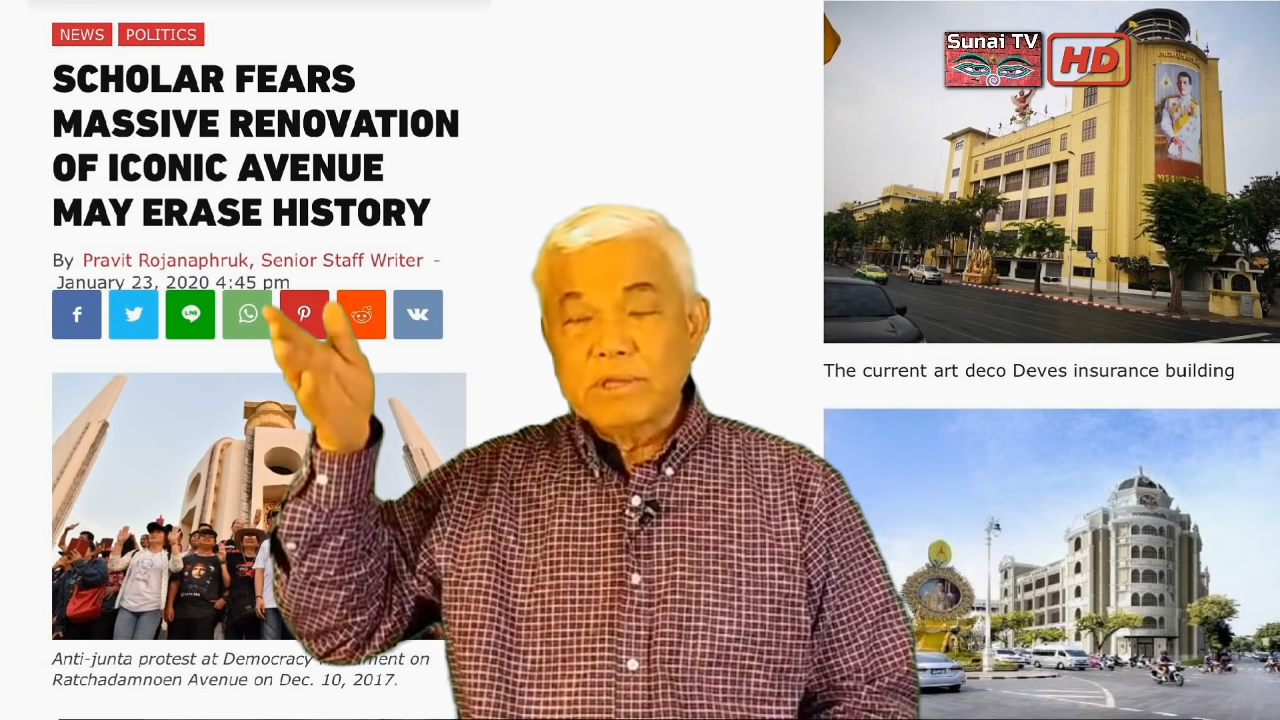 NEWS POLITICS
SCHOLAR FEARS
MASSIVE RENOVATION
OF ICONIC AVENUE
MAY ERASE HISTORY
By Pravit Rojanaphruk, Senior Staff Writer -
January 23, 2020 4:45 pm
Anti-junta protest at Democracy on
Ratchadamnoen Avenue on Dec. 10, 2017.
Sunai TV HD
The current art deco Deves insurance building